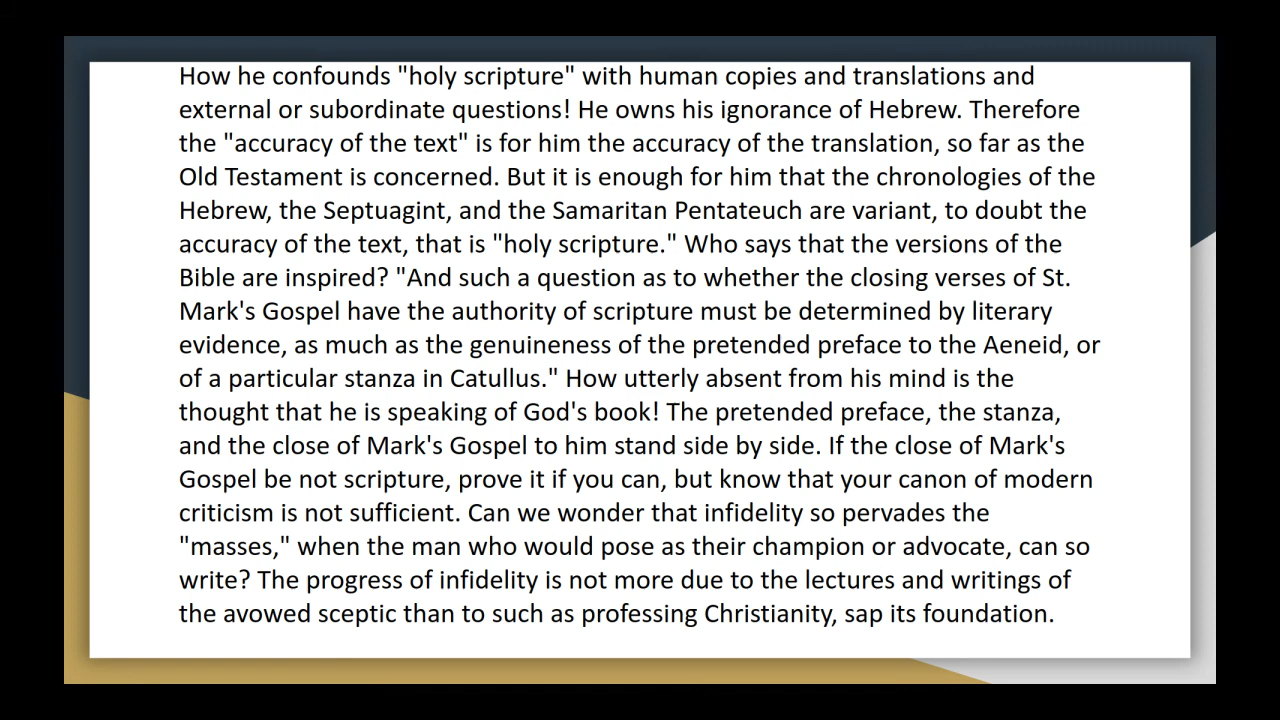 How he confounds "holy scripture" with human copies and translations and
external or subordinate questions! He owns his ignorance of Hebrew. Therefore
the "accuracy of the text" is for him the accuracy of the translation, so far as the
Old Testament is concerned. But it is enough for him that the chronologies of the
Hebrew, the Septuagint, and the Samaritan Pentateuch are variant, to doubt the
accuracy of the text, that is "holy scripture." Who says that the versions of the
Bible are inspired? "And such a question as to whether the closing verses of St.
Mark's Gospel have the authority of scripture must be determined by literary
evidence, as much as the genuineness of the pretended preface to the Aeneid, or
of a particular stanza in Catullus." How utterly absent from his mind is the
thought that he is speaking of God's book! The pretended preface, the stanza,
and the close of Mark's Gospel to him stand side by side. If the close of Mark's
Gospel be not scripture, prove it if you can, but know that your canon of modern
criticism is not sufficient. Can we wonder that infidelity so pervades the
"masses," when the man who would pose as their champion or advocate, can so
write? The progress of infidelity is not more due to the lectures and writings of
the avowed sceptic than to such as professing Christianity, sap its foundation.